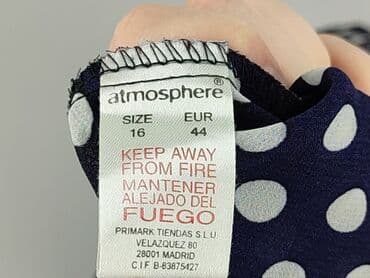 atmosphere®
SIZE EUR
16 44
KEEP AWAY
FROM FIRE
MANTENER
ALEJADO DEL
FUEGO
PRIMARK TIENDAS S.L.U
VELAZQUEZ 80
28001 MADRID
C.I.F B-83875427